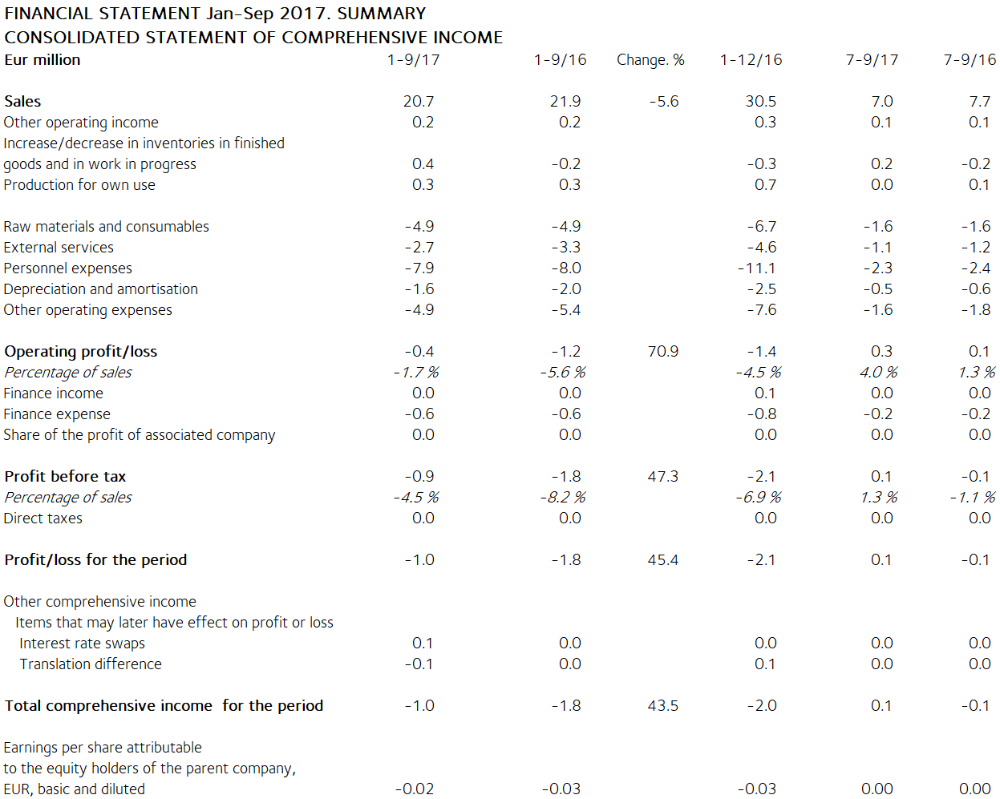 FINANCIAL STATEMENT Jan-Sep 2017. SUMMARY
CONSOLIDATED STATEMENT OF COMPREHENSIVE INCOME
Eur million 1-9/17 1-9/16 Change. % 1-12/16 7-9/17 7-9/16
Sales 20.7 21.9 -5.6 30.5 7.0 7.7
Other operating income 0.2 0.2 0.3 0.1 0.1
Increase/decrease in inventories in finished
goods and in work in progress 0.4 -0.2 -0.3 0.2 -0.2
Production for own use 0.3 0.3 0.7 0.0 0.1
Raw materials and consumables -4.9 -4.9 -6.7 -1.6 -1.6
External services -2.7 -3.3 -4.6 -1.1 -1.2
Personnel expenses -7.9 -8.0 -11.1 -2.3 -2.4
Depreciation and amortisation -1.6 -2.0 -2.5 -0.5 -0.6
Other operating expenses -4.9 -5.4 -7.6 -1.6 -1.8
Operating profit/loss -0.4 -1.2 70.9 -1.4 0.3 0.1
Percentage of sales -1.7 % -5.6 % -4.5 % 4.0 % 1.3 %
Finance income 0.0 0.0 0.1 0.0 0.0
Finance expense -0.6 -0.6 -0.8 -0.2 -0.2
Share of the profit of associated company 0.0 0.0 0.0 0.0 0.0
Profit before tax -0.9 -1.8 47.3 -2.1 0.1 -0.1
Percentage of sales -4.5 % -8.2 % -6.9 % 1.3 % -1.1 %
Direct taxes 0.0 0.0 0.0 0.0 0.0
Profit/loss for the period -1.0 -1.8 45.4 -2.1 0.1 -0.1
Other comprehensive income
Items that may later have effect on profit or loss
Interest rate swaps 0.1 0.0 0.0 0.0 0.0
Translation difference -0.1 0.0 0.1 0.0 0.0
Total comprehensive income for the period -1.0 -1.8 43.5 -2.0 0.1 -0.1
Earnings per share attributable
to the equity holders of the parent company,
EUR, basic and diluted -0.02 -0.03 -0.03 0.00 0.00